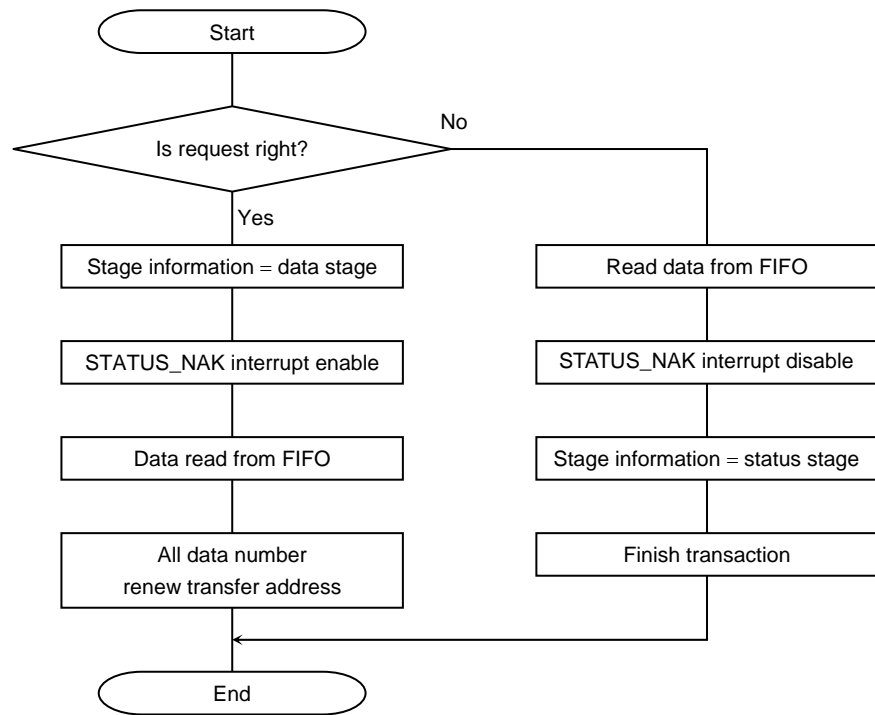 Start
Is request right?
No
Yes
Stage information = data stage
STATUS_NAK interrupt enable
Data read from FIFO
All data number
renew transfer address
Read data from FIFO
STATUS_NAK interrupt disable
Stage information = status stage
Finish transaction
End